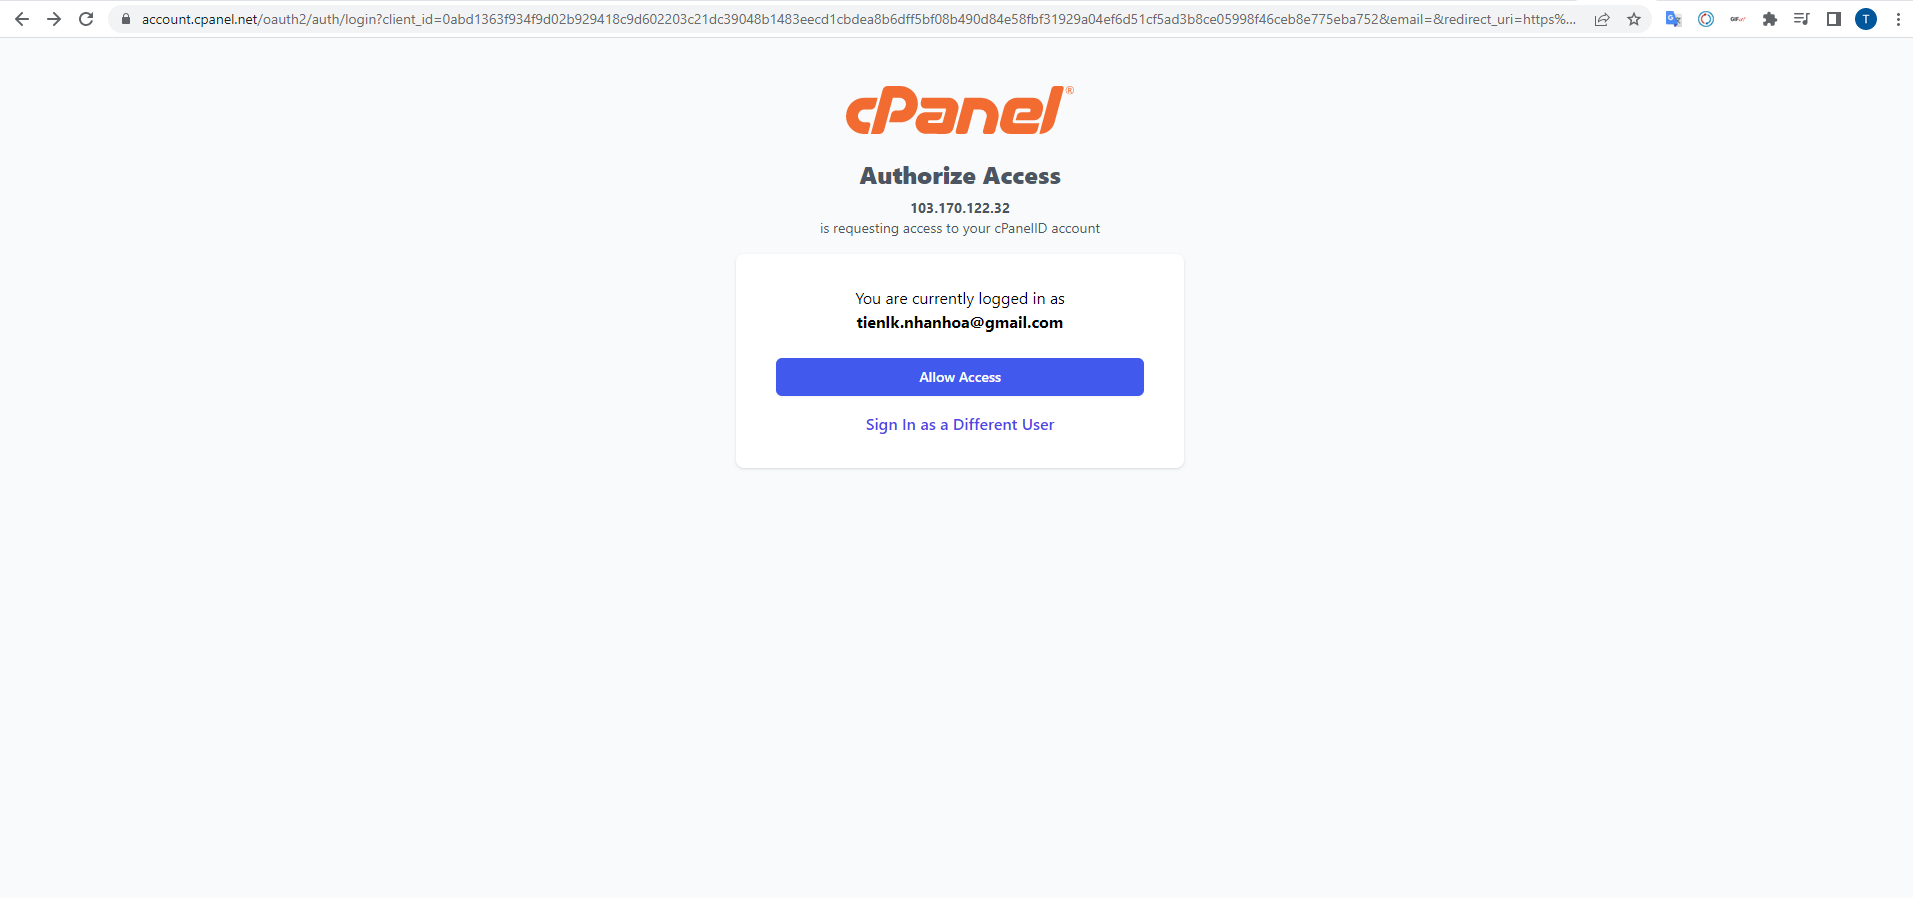 account.cpanel.net/oauth2/auth/login?client_id=0abd1363f934f9d02b929418c9d602203c21dc39048b1483eecd1cbdea8b6dff5bf08b490d84e58fbf31929a04ef6d51cf5ad3b8ce05998f46ceb8e775eba752&email=&redirect_uri=https%...
T
cPanel®
Authorize Access
103.170.122.32
is requesting access to your cPanelID account
You are currently logged in as
tienlk.nhanhoa@gmail.com
Allow Access
Sign In as a Different User